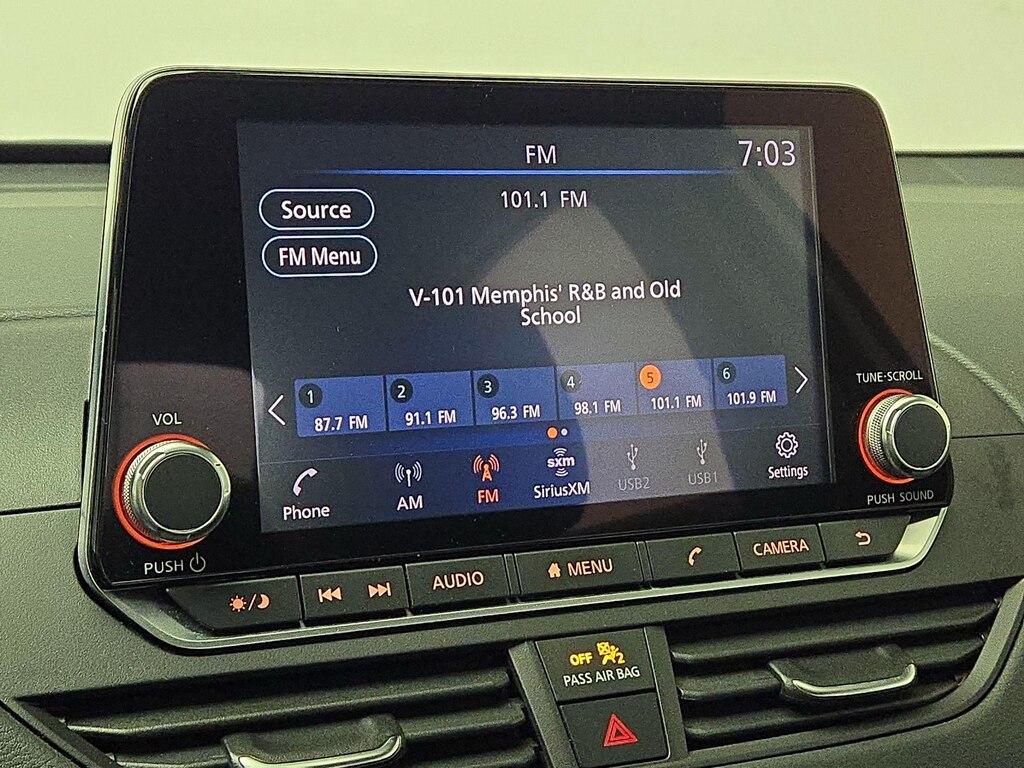 FM
7:03
Source
101.1 FM
FM Menu
V-101 Memphis' R&B and Old
School
1 2 3 4 5 6
87.7 FM 91.1 FM 96.3 FM 98.1 FM 101.1 FM 101.9 FM
VOL
TUNE·SCROLL
sxm
Phone AM FM SiriusXM USB2 USB1 Settings
PUSH
PUSH SOUND
AUDIO MENU CAMERA
OFF 2
PASS AIR BAG